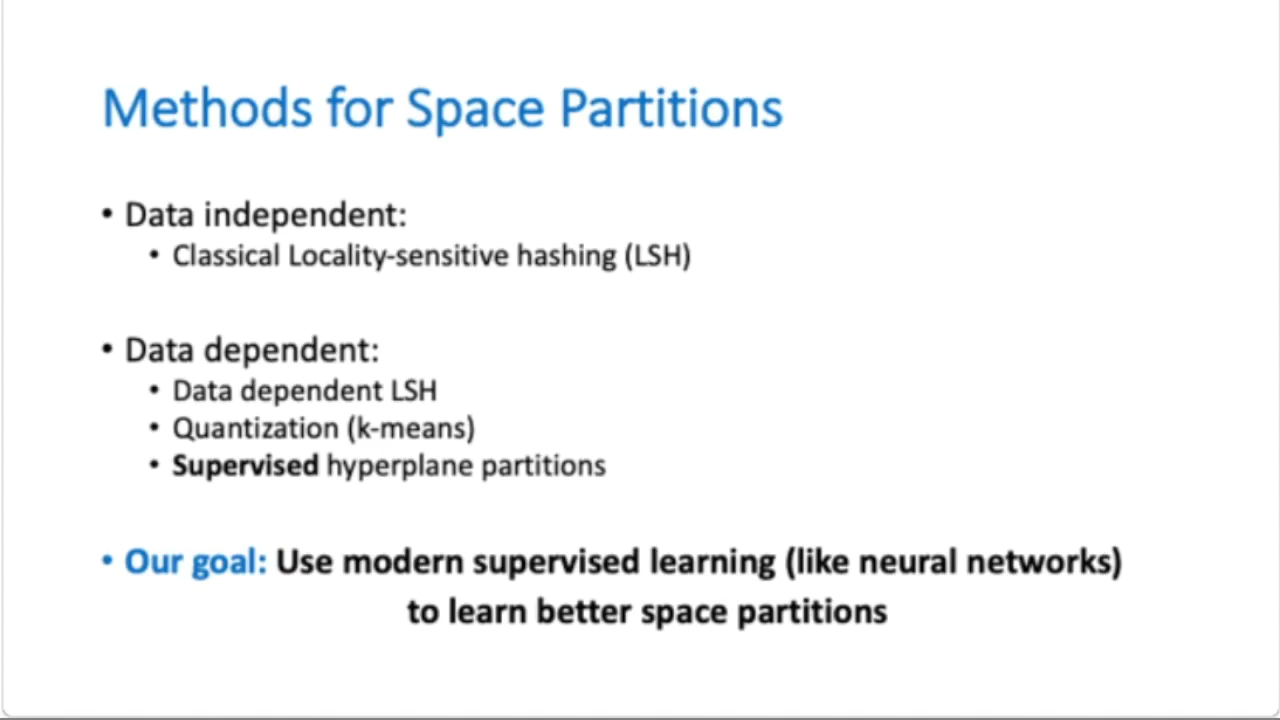 Methods for Space Partitions
• Data independent:
• Classical Locality-sensitive hashing (LSH)
• Data dependent:
• Data dependent LSH
• Quantization (k-means)
• Supervised hyperplane partitions
• Our goal: Use modern supervised learning (like neural networks)
to learn better space partitions